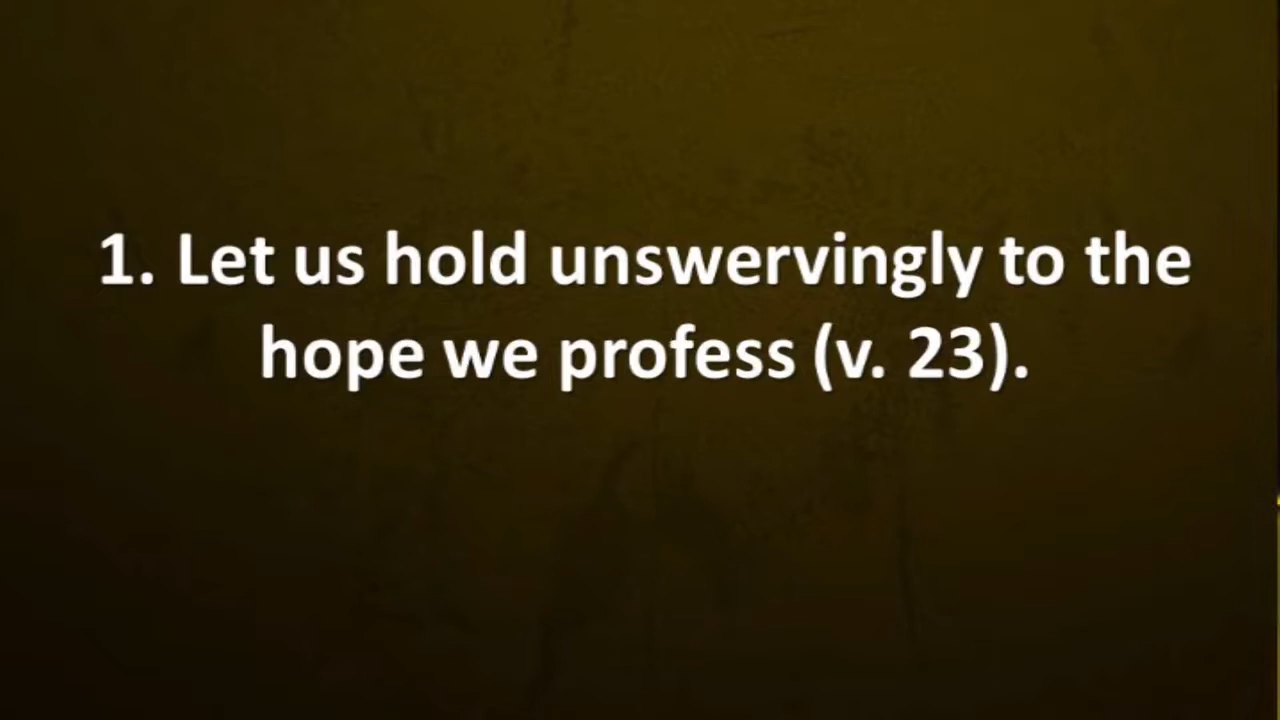 1. Let us hold unswervingly to the
hope we profess (v. 23).